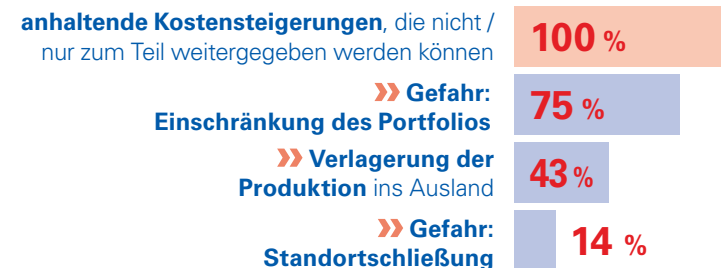 anhaltende Kostensteigerungen, die nicht /
nur zum Teil weitergegeben werden können
100 %
Gefahr:
Einschränkung des Portfolios
75 %
Verlagerung der
Produktion ins Ausland
43 %
Gefahr:
Standortschließung
14 %